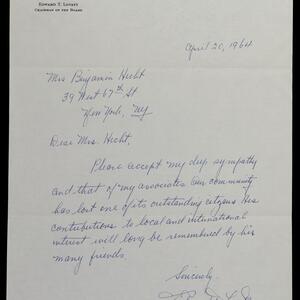 EDWARD T. LOVATT
CHAIRMAN OF THE BOARD
April 20, 1964
Mrs Benjamin Hecht
39 West 67th St
New York, NY
Dear Mrs. Hecht,
Please accept my deep sympathy
and that of my associates. Our community
has lost one of its outstanding citizens. His
contributions to local and international
interest will long be remembered by his
many friends.
Sincerely,